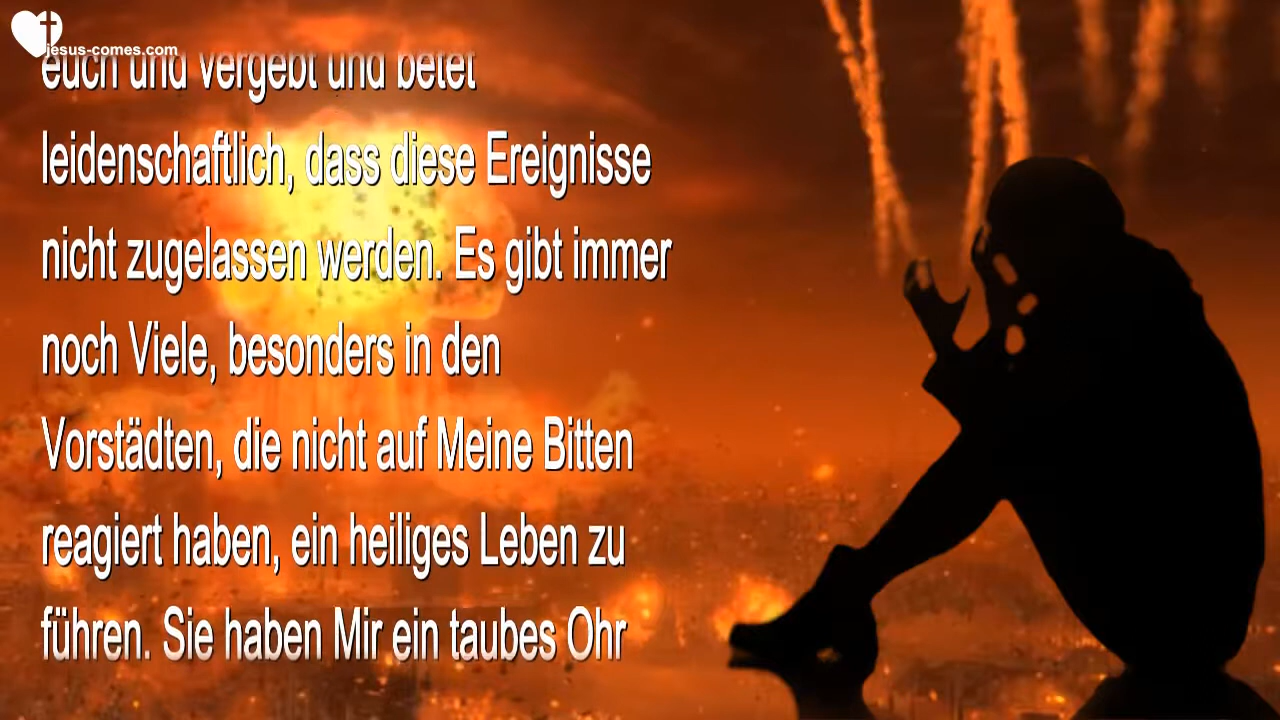 jesus-comes.com
euch und vergebt und betet
leidenschaftlich, dass diese Ereignisse
nicht zugelassen werden. Es gibt immer
noch Viele, besonders in den
Vorstädten, die nicht auf Meine Bitten
reagiert haben, ein heiliges Leben zu
führen. Sie haben Mir ein taubes Ohr